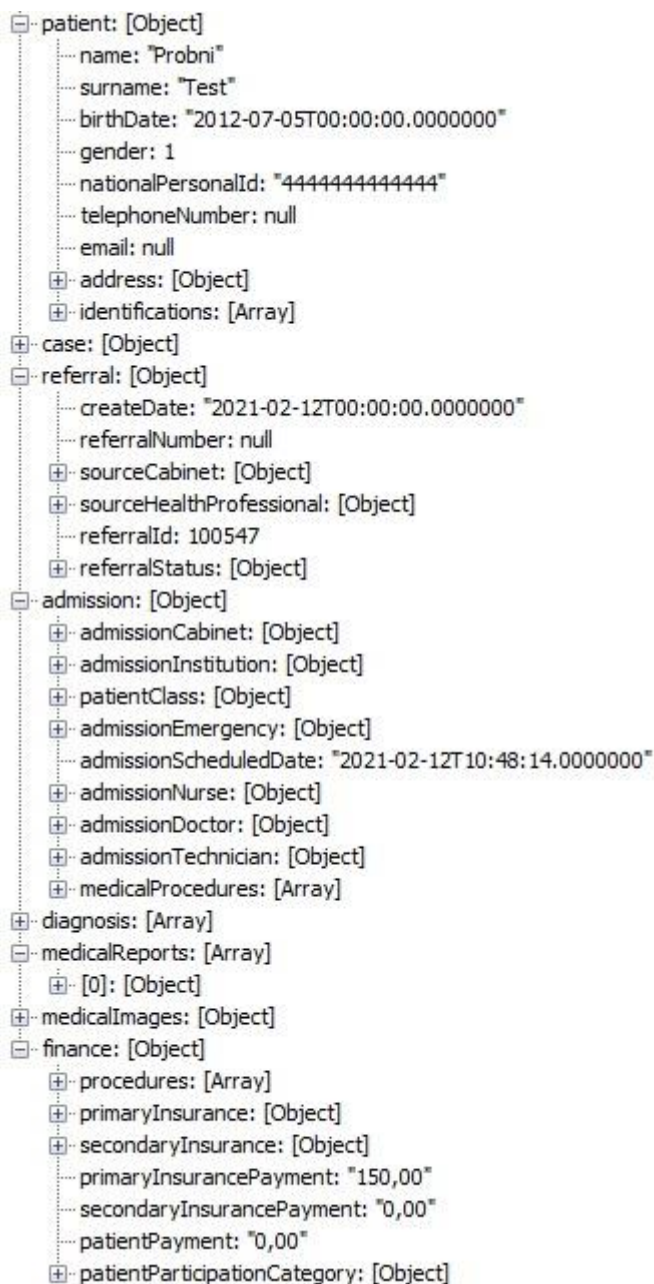 patient: [Object]
name: "Probni"
surname: "Test"
birthDate: "2012-07-05T00:00:00.0000000"
gender: 1
nationalPersonalId: "4444444444444"
telephoneNumber: null
email: null
address: [Object]
identifications: [Array]
case: [Object]
referral: [Object]
createDate: "2021-02-12T00:00:00.0000000"
referralNumber: null
sourceCabinet: [Object]
sourceHealthProfessional: [Object]
referralId: 100547
referralStatus: [Object]
admission: [Object]
admissionCabinet: [Object]
admissionInstitution: [Object]
patientClass: [Object]
admissionEmergency: [Object]
admissionScheduledDate: "2021-02-12T10:48:14.0000000"
admissionNurse: [Object]
admissionDoctor: [Object]
admissionTechnician: [Object]
medicalProcedures: [Array]
diagnosis: [Array]
medicalReports: [Array]
[0]: [Object]
medicalImages: [Object]
finance: [Object]
procedures: [Array]
primaryInsurance: [Object]
secondaryInsurance: [Object]
primaryInsurancePayment: "150,00"
secondaryInsurancePayment: "0,00"
patientPayment: "0,00"
patientParticipationCategory: [Object]